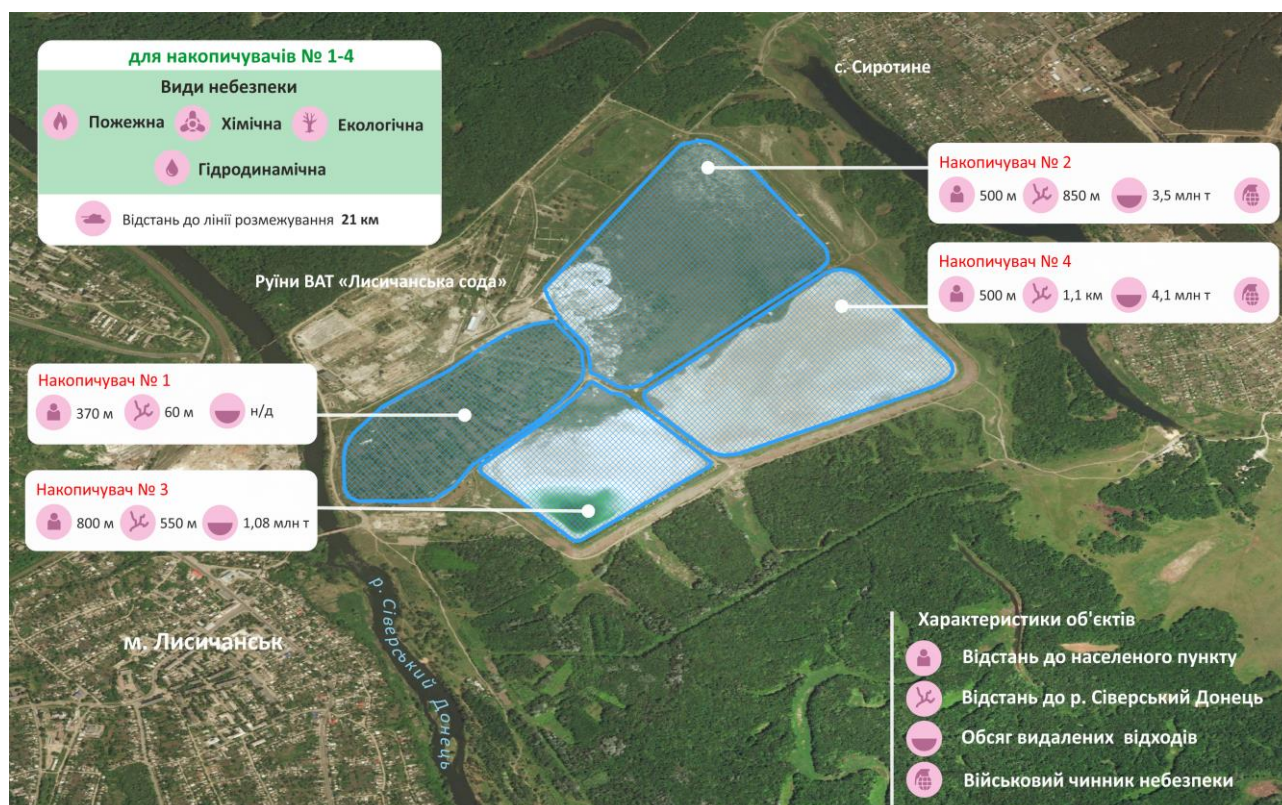 для накопичувачів № 1-4
Види небезпеки
Пожежна Хімічна Екологічна
Гідродинамічна
Відстань до лінії розмежування 21 км
с. Сиротине
Накопичувач № 2
500 м 850 м 3,5 млн т
Руїни ВАТ «Лисичанська сода»
Накопичувач № 4
500 м 1,1 км 4,1 млн т
Накопичувач № 1
370 м 60 м н/д
Накопичувач № 3
800 м 550 м 1,08 млн т
м. Лисичанськ
р. Сіверський Донець
Характеристики об'єктів
Відстань до населеного пункту
Відстань до р. Сіверський Донець
Обсяг видалених відходів
Військовий чинник небезпеки